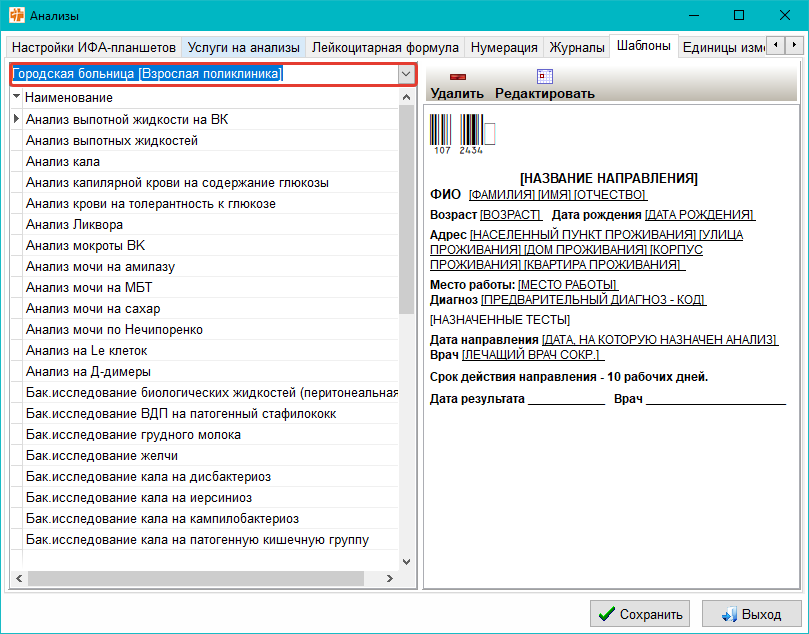 Анализы
Настройки ИФА-планшетов Услуги на анализы Лейкоцитарная формула Нумерация Журналы Шаблоны Единицы изме
Городская больница [Взрослая поликлиника]
Наименование
Анализ выпотной жидкости на ВК
Анализ выпотных жидкостей
Анализ кала
Анализ капилярной крови на содержание глюкозы
Анализ крови на толерантность к глюкозе
Анализ Ликвора
Анализ мокроты ВК
Анализ мочи на амилазу
Анализ мочи на МБТ
Анализ мочи на сахар
Анализ мочи по Нечипоренко
Анализ на Le клеток
Анализ на Д-димеры
Бак.исследование биологических жидкостей (перитонеальная
Бак.исследование ВДП на патогенный стафилококк
Бак.исследование грудного молока
Бак.исследование желчи
Бак.исследование кала на дисбактериоз
Бак.исследование кала на иерсиниоз
Бак.исследование кала на кампилобактериоз
Бак.исследование кала на патогенную кишечную группу
Удалить Редактировать
107 2434
[НАЗВАНИЕ НАПРАВЛЕНИЯ]
ФИО [ФАМИЛИЯ] [ИМЯ] [ОТЧЕСТВО]
Возраст [ВОЗРАСТ] Дата рождения [ДАТА РОЖДЕНИЯ]
Адрес [НАСЕЛЕННЫЙ ПУНКТ ПРОЖИВАНИЯ] [УЛИЦА
ПРОЖИВАНИЯ] [ДОМ ПРОЖИВАНИЯ] [КОРПУС
ПРОЖИВАНИЯ] [КВАРТИРА ПРОЖИВАНИЯ]
Место работы: [МЕСТО РАБОТЫ]
Диагноз [ПРЕДВАРИТЕЛЬНЫЙ ДИАГНОЗ - КОД]
[НАЗНАЧЕННЫЕ ТЕСТЫ]
Дата направления [ДАТА, НА КОТОРУЮ НАЗНАЧЕН АНАЛИЗ]
Врач [ЛЕЧАЩИЙ ВРАЧ СОКР.]
Срок действия направления - 10 рабочих дней.
Дата результата ___________ Врач ____________________
Сохранить Выход